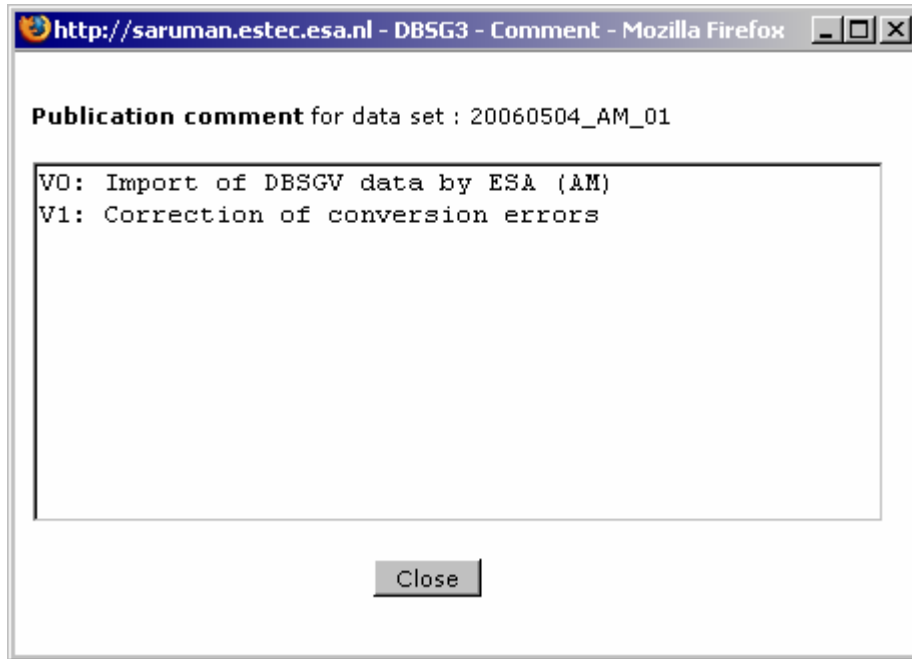 http://saruman.estec.esa.nl - DBSG3 - Comment - Mozilla Firefox
Publication comment for data set : 20060504_AM_01
V0: Import of DBSGV data by ESA (AM)
V1: Correction of conversion errors
Close